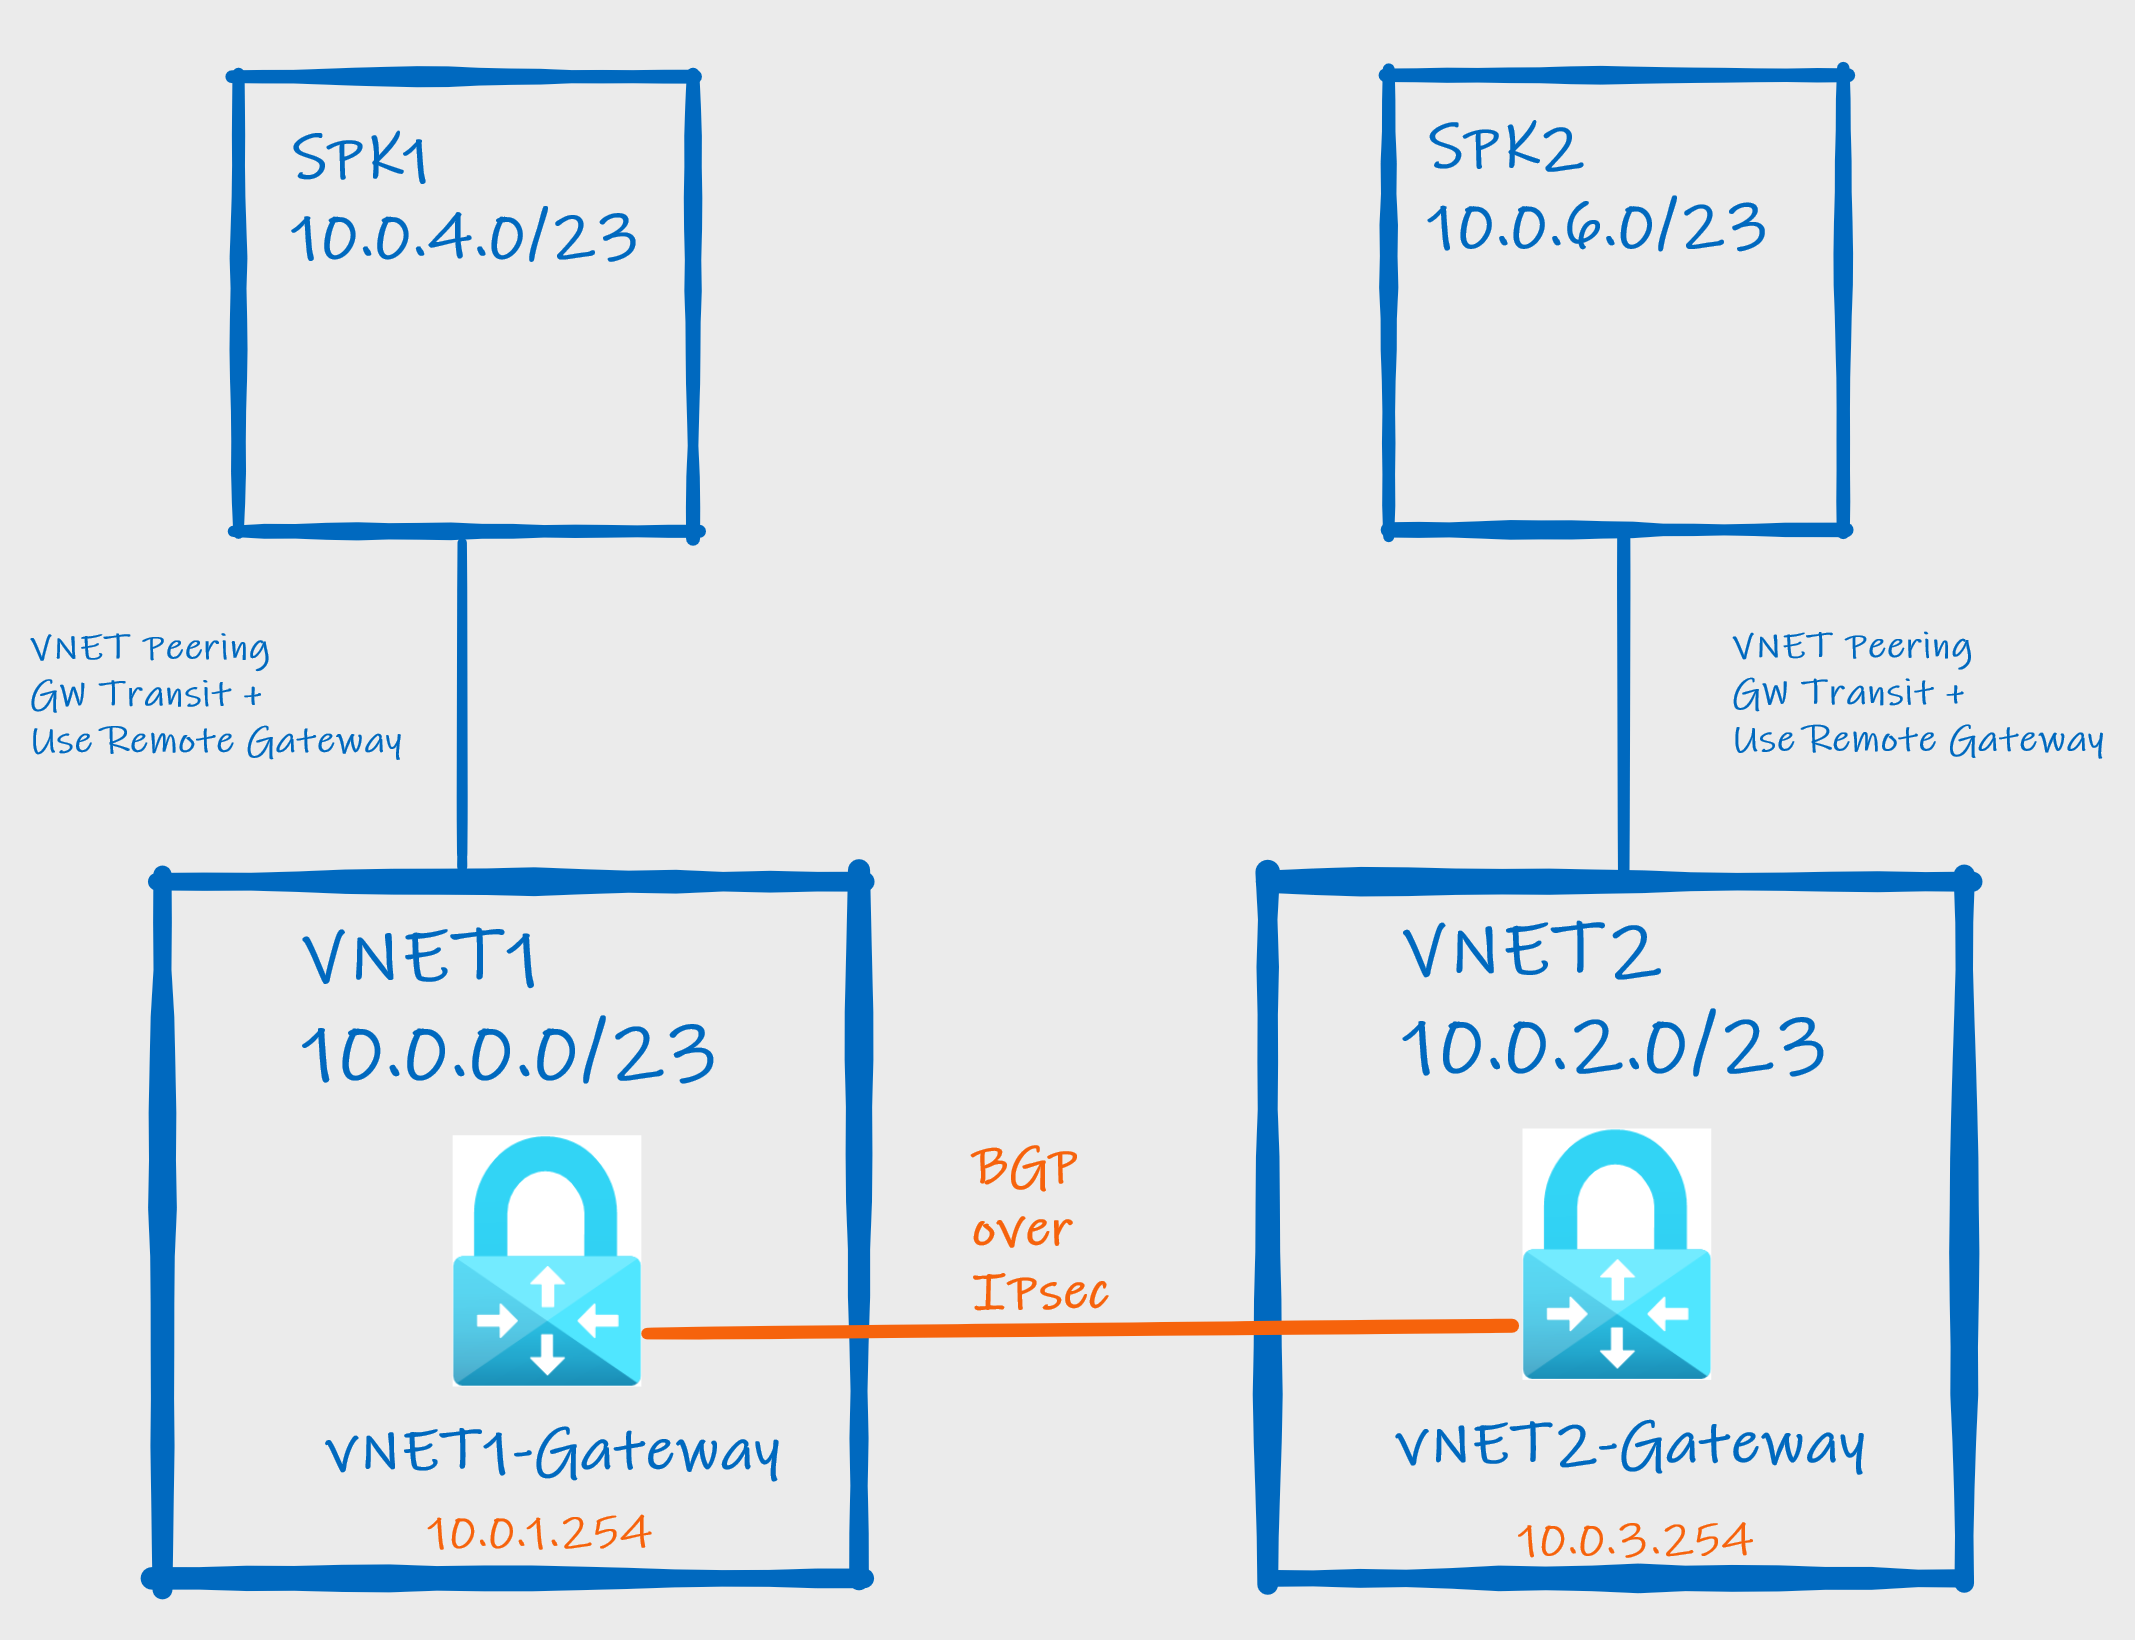 SPK1
10.0.4.0/23
SPK2
10.0.6.0/23
VNET Peering
GW Transit +
Use Remote Gateway
VNET Peering
GW Transit +
Use Remote Gateway
VNET1
10.0.0.0/23
VNET2
10.0.2.0/23
BGP
over
IPsec
VNET1-Gateway
10.0.1.254
VNET2-Gateway
10.0.3.254